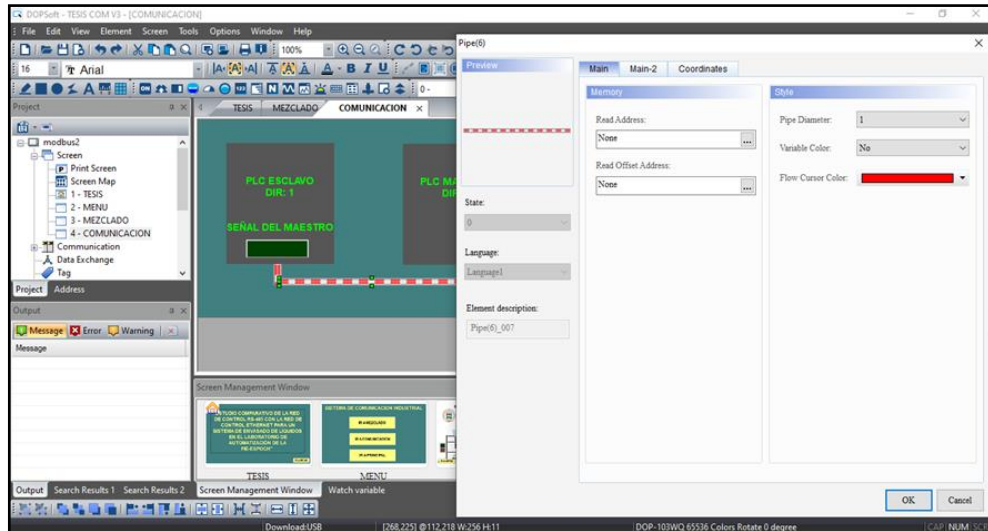 DOPSoft - TESIS COM V3 - [COMUNICACION]
File Edit View Element Screen Tools Options Window Help
100%
16 Arial
Project
TESIS MEZCLADO COMUNICACION
modbus2
Screen
Print Screen
Screen Map
1 - TESIS
2 - MENU
3 - MEZCLADO
4 - COMUNICACION
Communication
Data Exchange
Tag
Project Address
PLC ESCLAVO
DIR: 1
SEÑAL DEL MAESTRO
PLC MA
Output
Message Error Warning
Message
Screen Management Window
TESIS MENU
Output Search Results 1 Search Results 2 Screen Management Window Watch variable
Pipe(6)
Preview
State:
0
Language:
Language1
Element description:
Pipe(6)_007
Main Main-2 Coordinates
Memory
Read Address:
None
Read Offset Address:
None
Style
Pipe Diameter: 1
Variable Color: No
Flow Cursor Color:
OK Cancel
Download:USB [268,225] @112,218 W:256 H:11 DOP-103WQ 65536 Colors Rotate 0 degree CAP NUM SCR